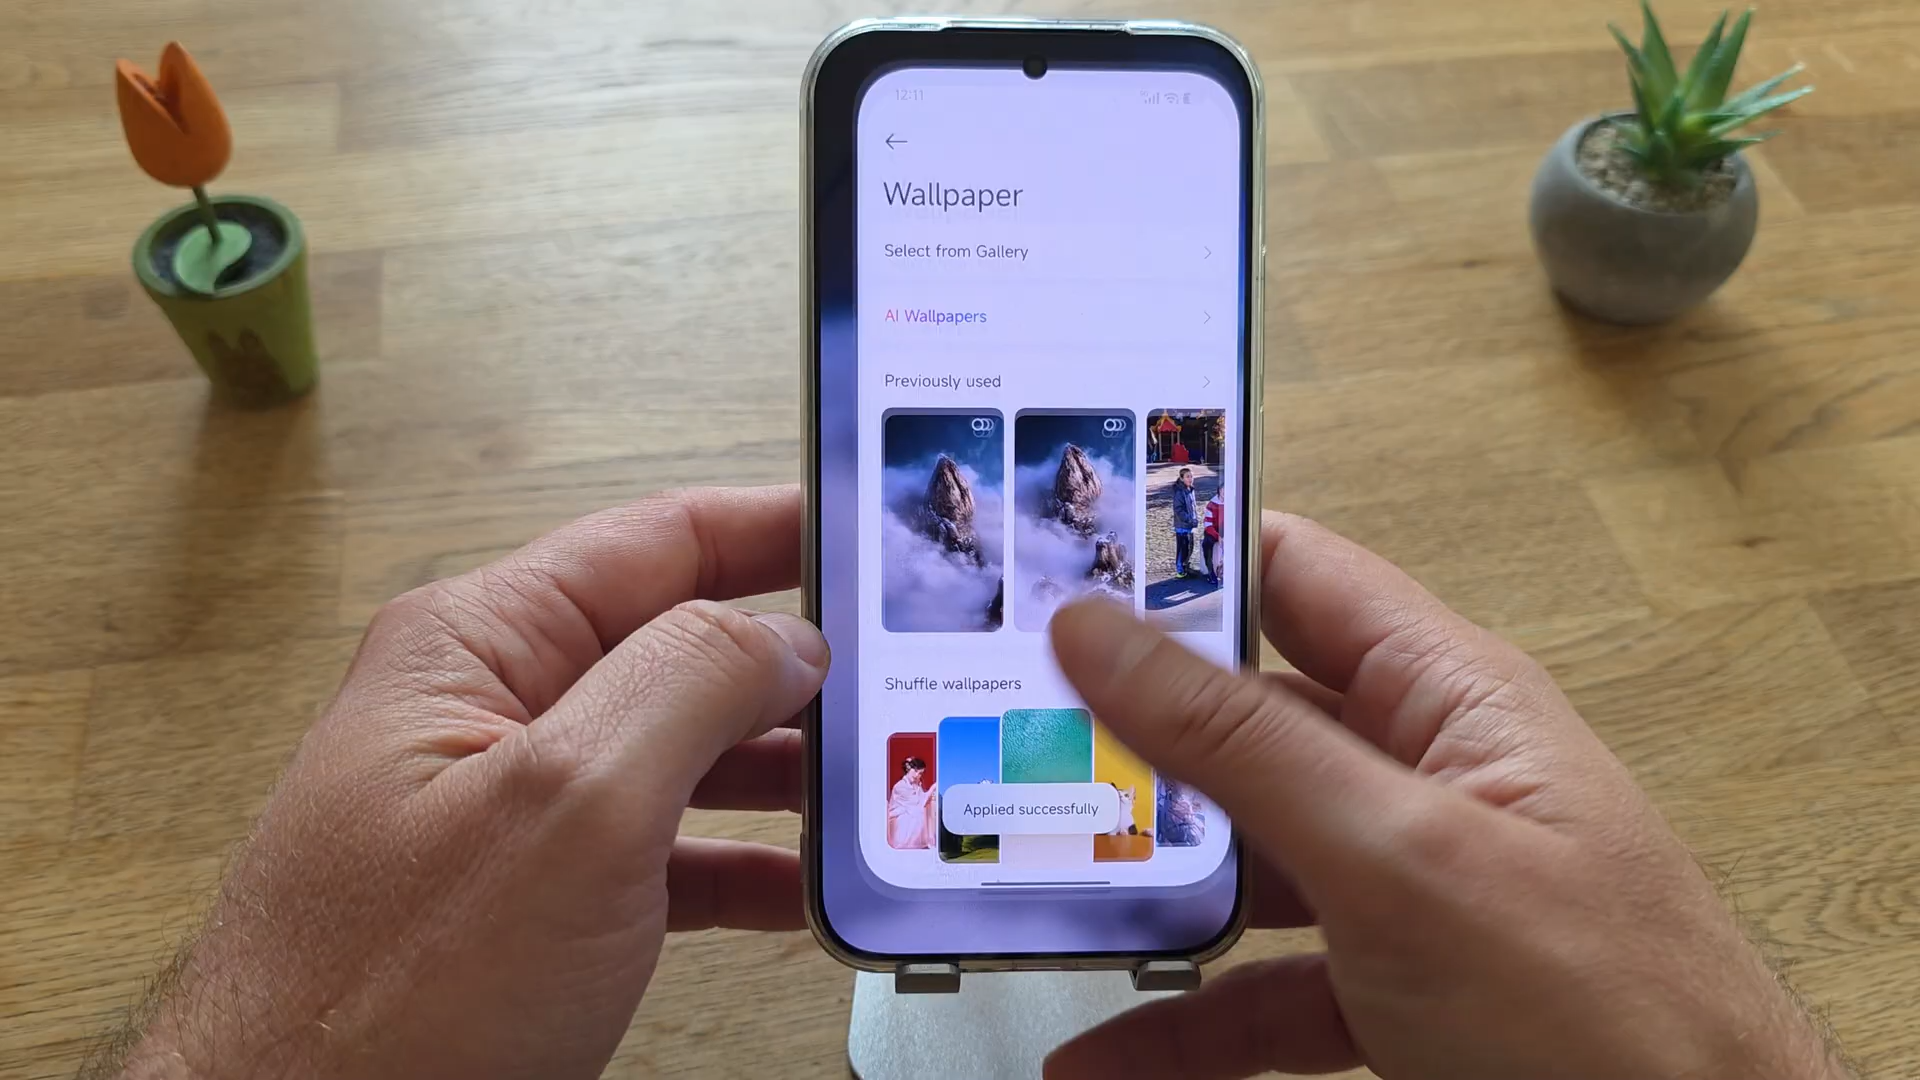 12:11
Wallpaper
Select from Gallery
AI Wallpapers
Previously used
Shuffle wallpapers
Applied successfully